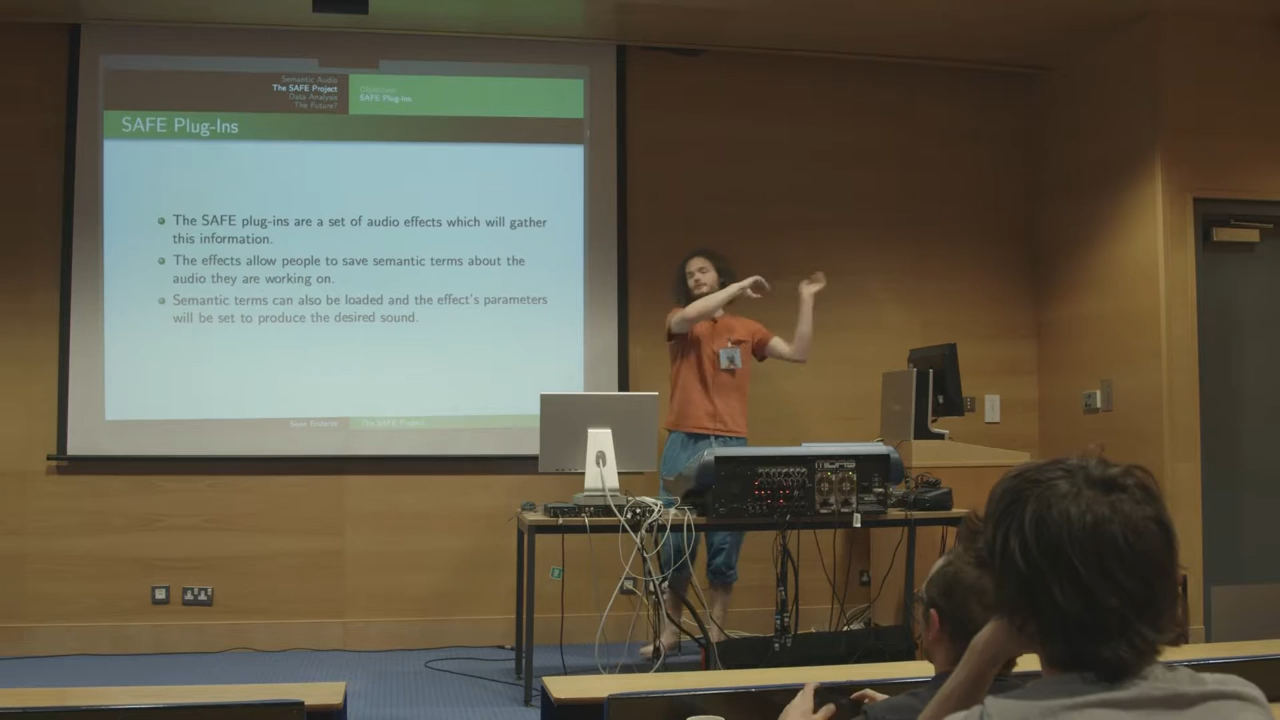 Semantic Audio
The SAFE Project
Data Analysis
The Future?
Objectives
SAFE Plug-Ins
SAFE Plug-Ins
The SAFE plug-ins are a set of audio effects which will gather
this information.
The effects allow people to save semantic terms about the
audio they are working on.
Semantic terms can also be loaded and the effect's parameters
will be set to produce the desired sound.
The SAFE Project